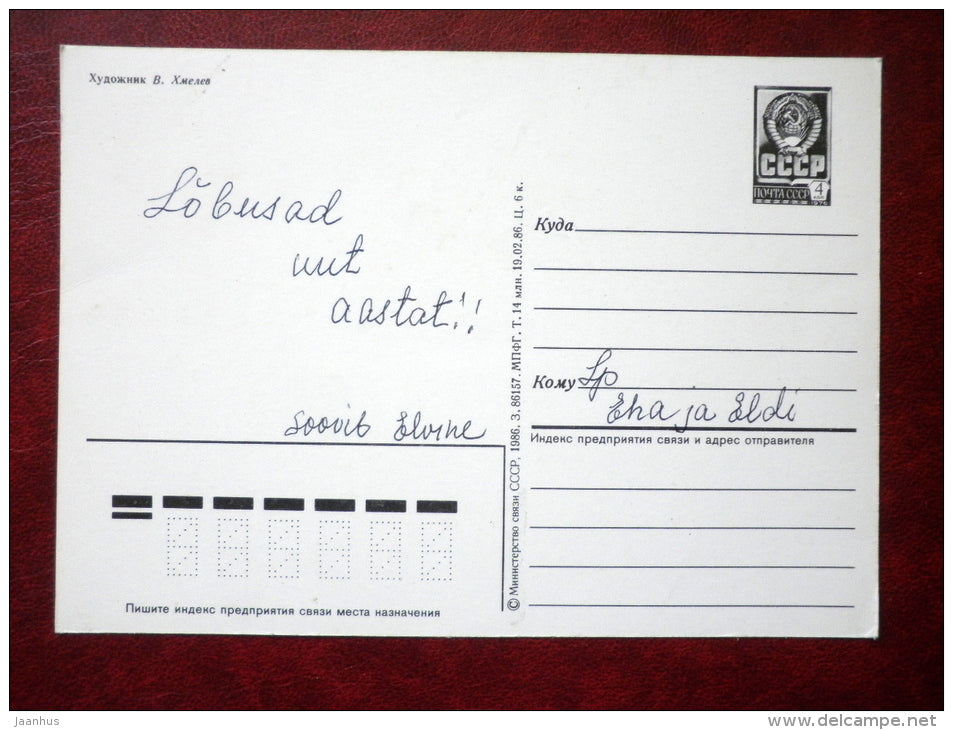 Художник В. Хмелев
СССР
ПОЧТА СССР
4
КОП
1976
Lõbusad
uut
aastat!!
soovib Elvine
Куда
Кому Lp
Eha ja Eldi
Индекс предприятия связи и адрес отправителя
© Министерство связи СССР, 1986. З. 86157. МПФГ. Т. 14 млн. 19.02.86. Ц. 6 к.
Пишите индекс предприятия связи места назначения
jaanhus
www.delcampe.net